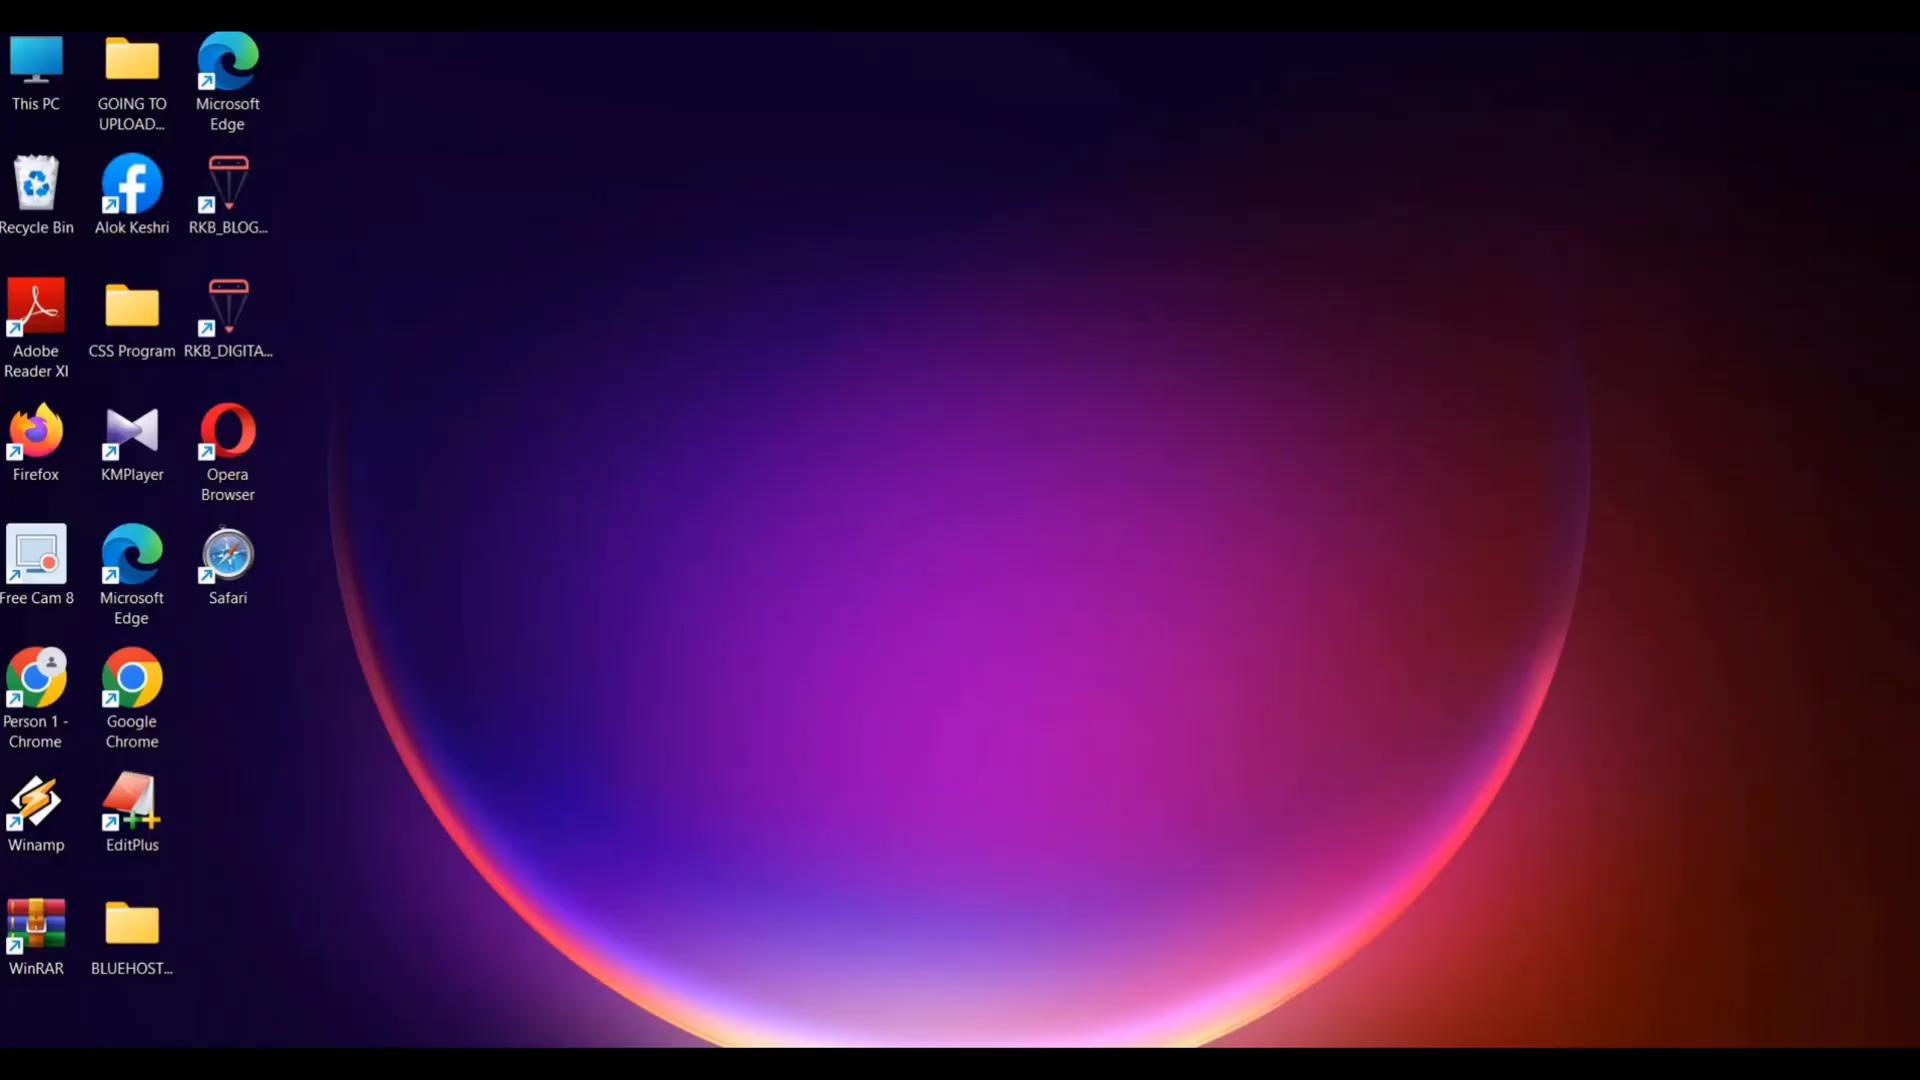 This PC
GOING TO
UPLOAD...
Microsoft
Edge
Recycle Bin
Alok Keshri
RKB_BLOG...
Adobe
Reader XI
CSS Program
RKB_DIGITA...
Firefox
KMPlayer
Opera
Browser
Free Cam 8
Microsoft
Edge
Safari
Person 1 -
Chrome
Google
Chrome
Winamp
EditPlus
WinRAR
BLUEHOST...